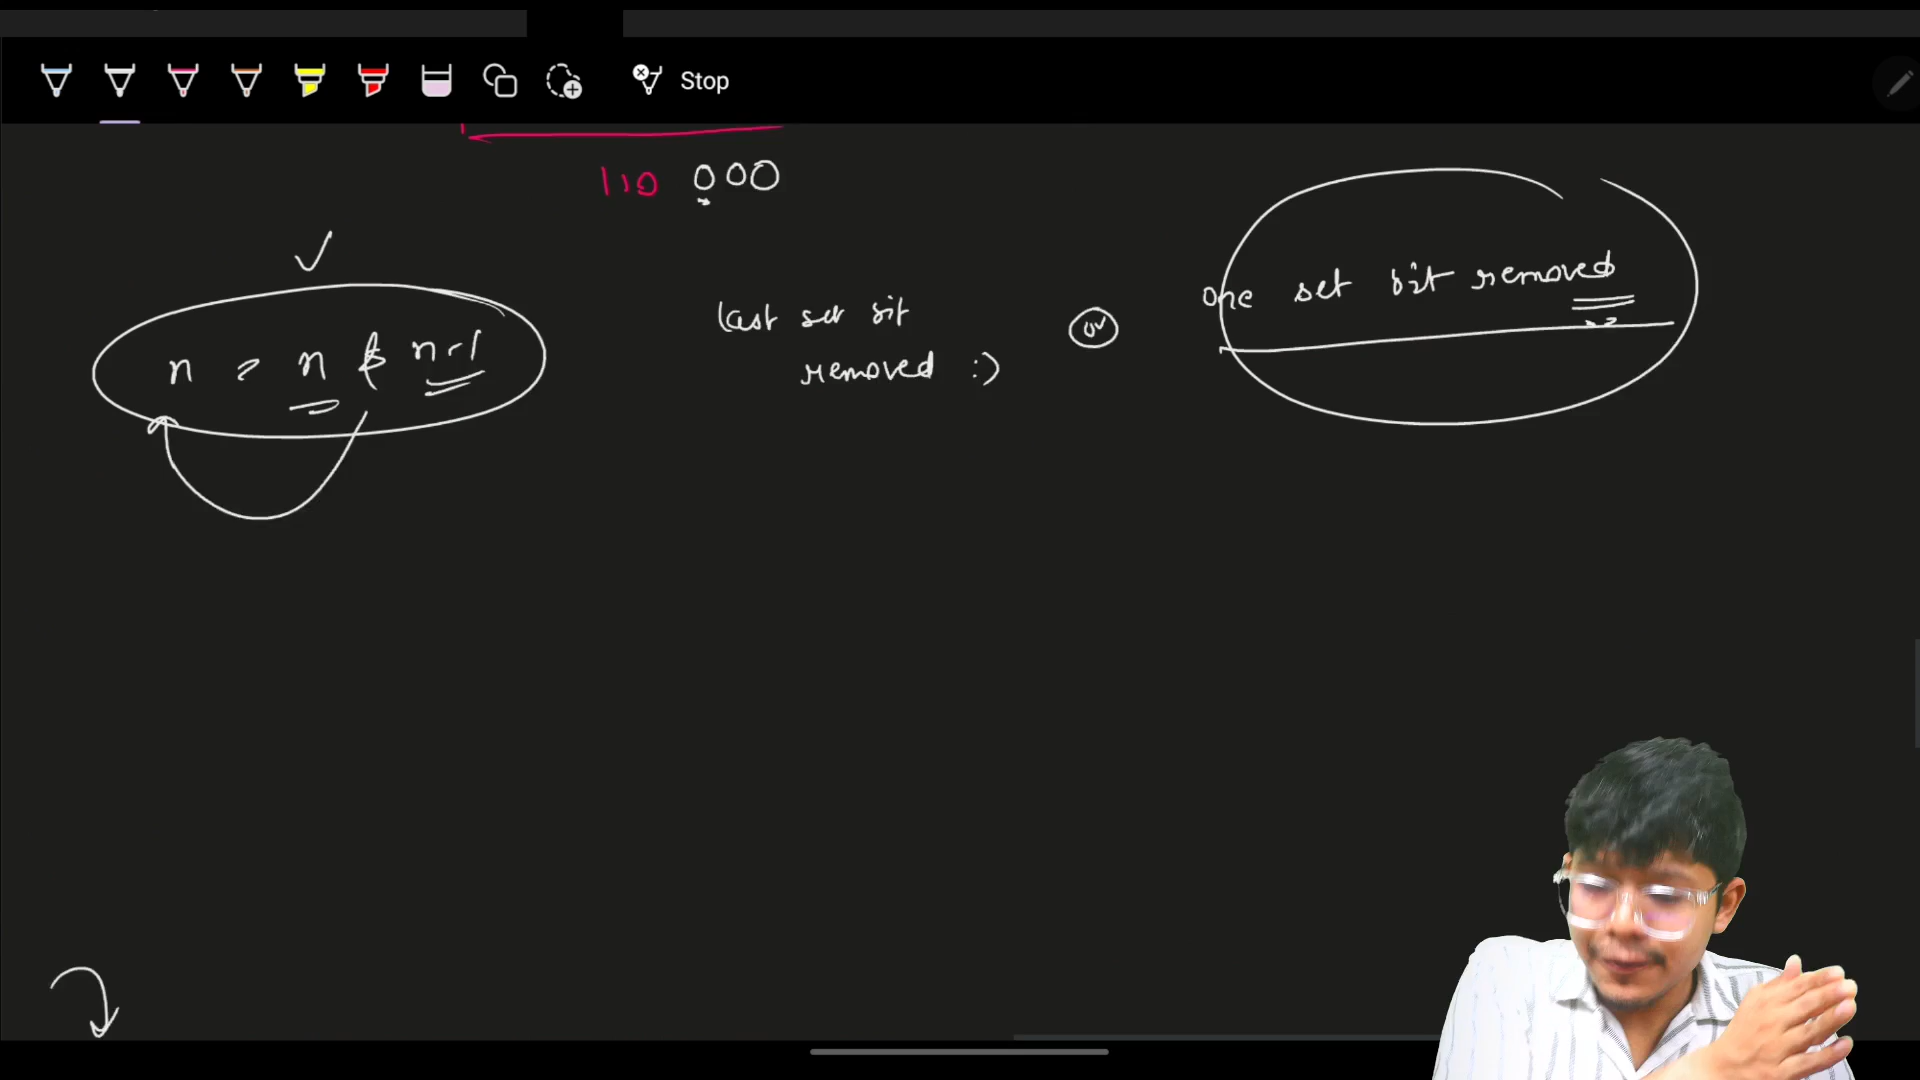 Stop
110 000
n = n & n-1
last set bit
removed :)
or
one set bit removed